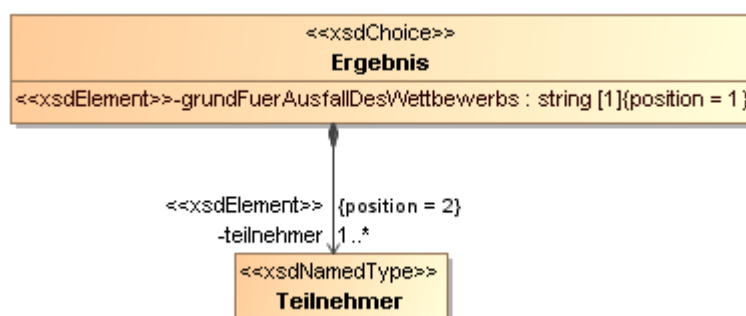 <<xsdChoice>>
Ergebnis
<<xsdElement>>-grundFuerAusfallDesWettbewerbs : string [1]{position = 1}
<<xsdElement>> {position = 2}
-teilnehmer 1..*
<<xsdNamedType>>
Teilnehmer